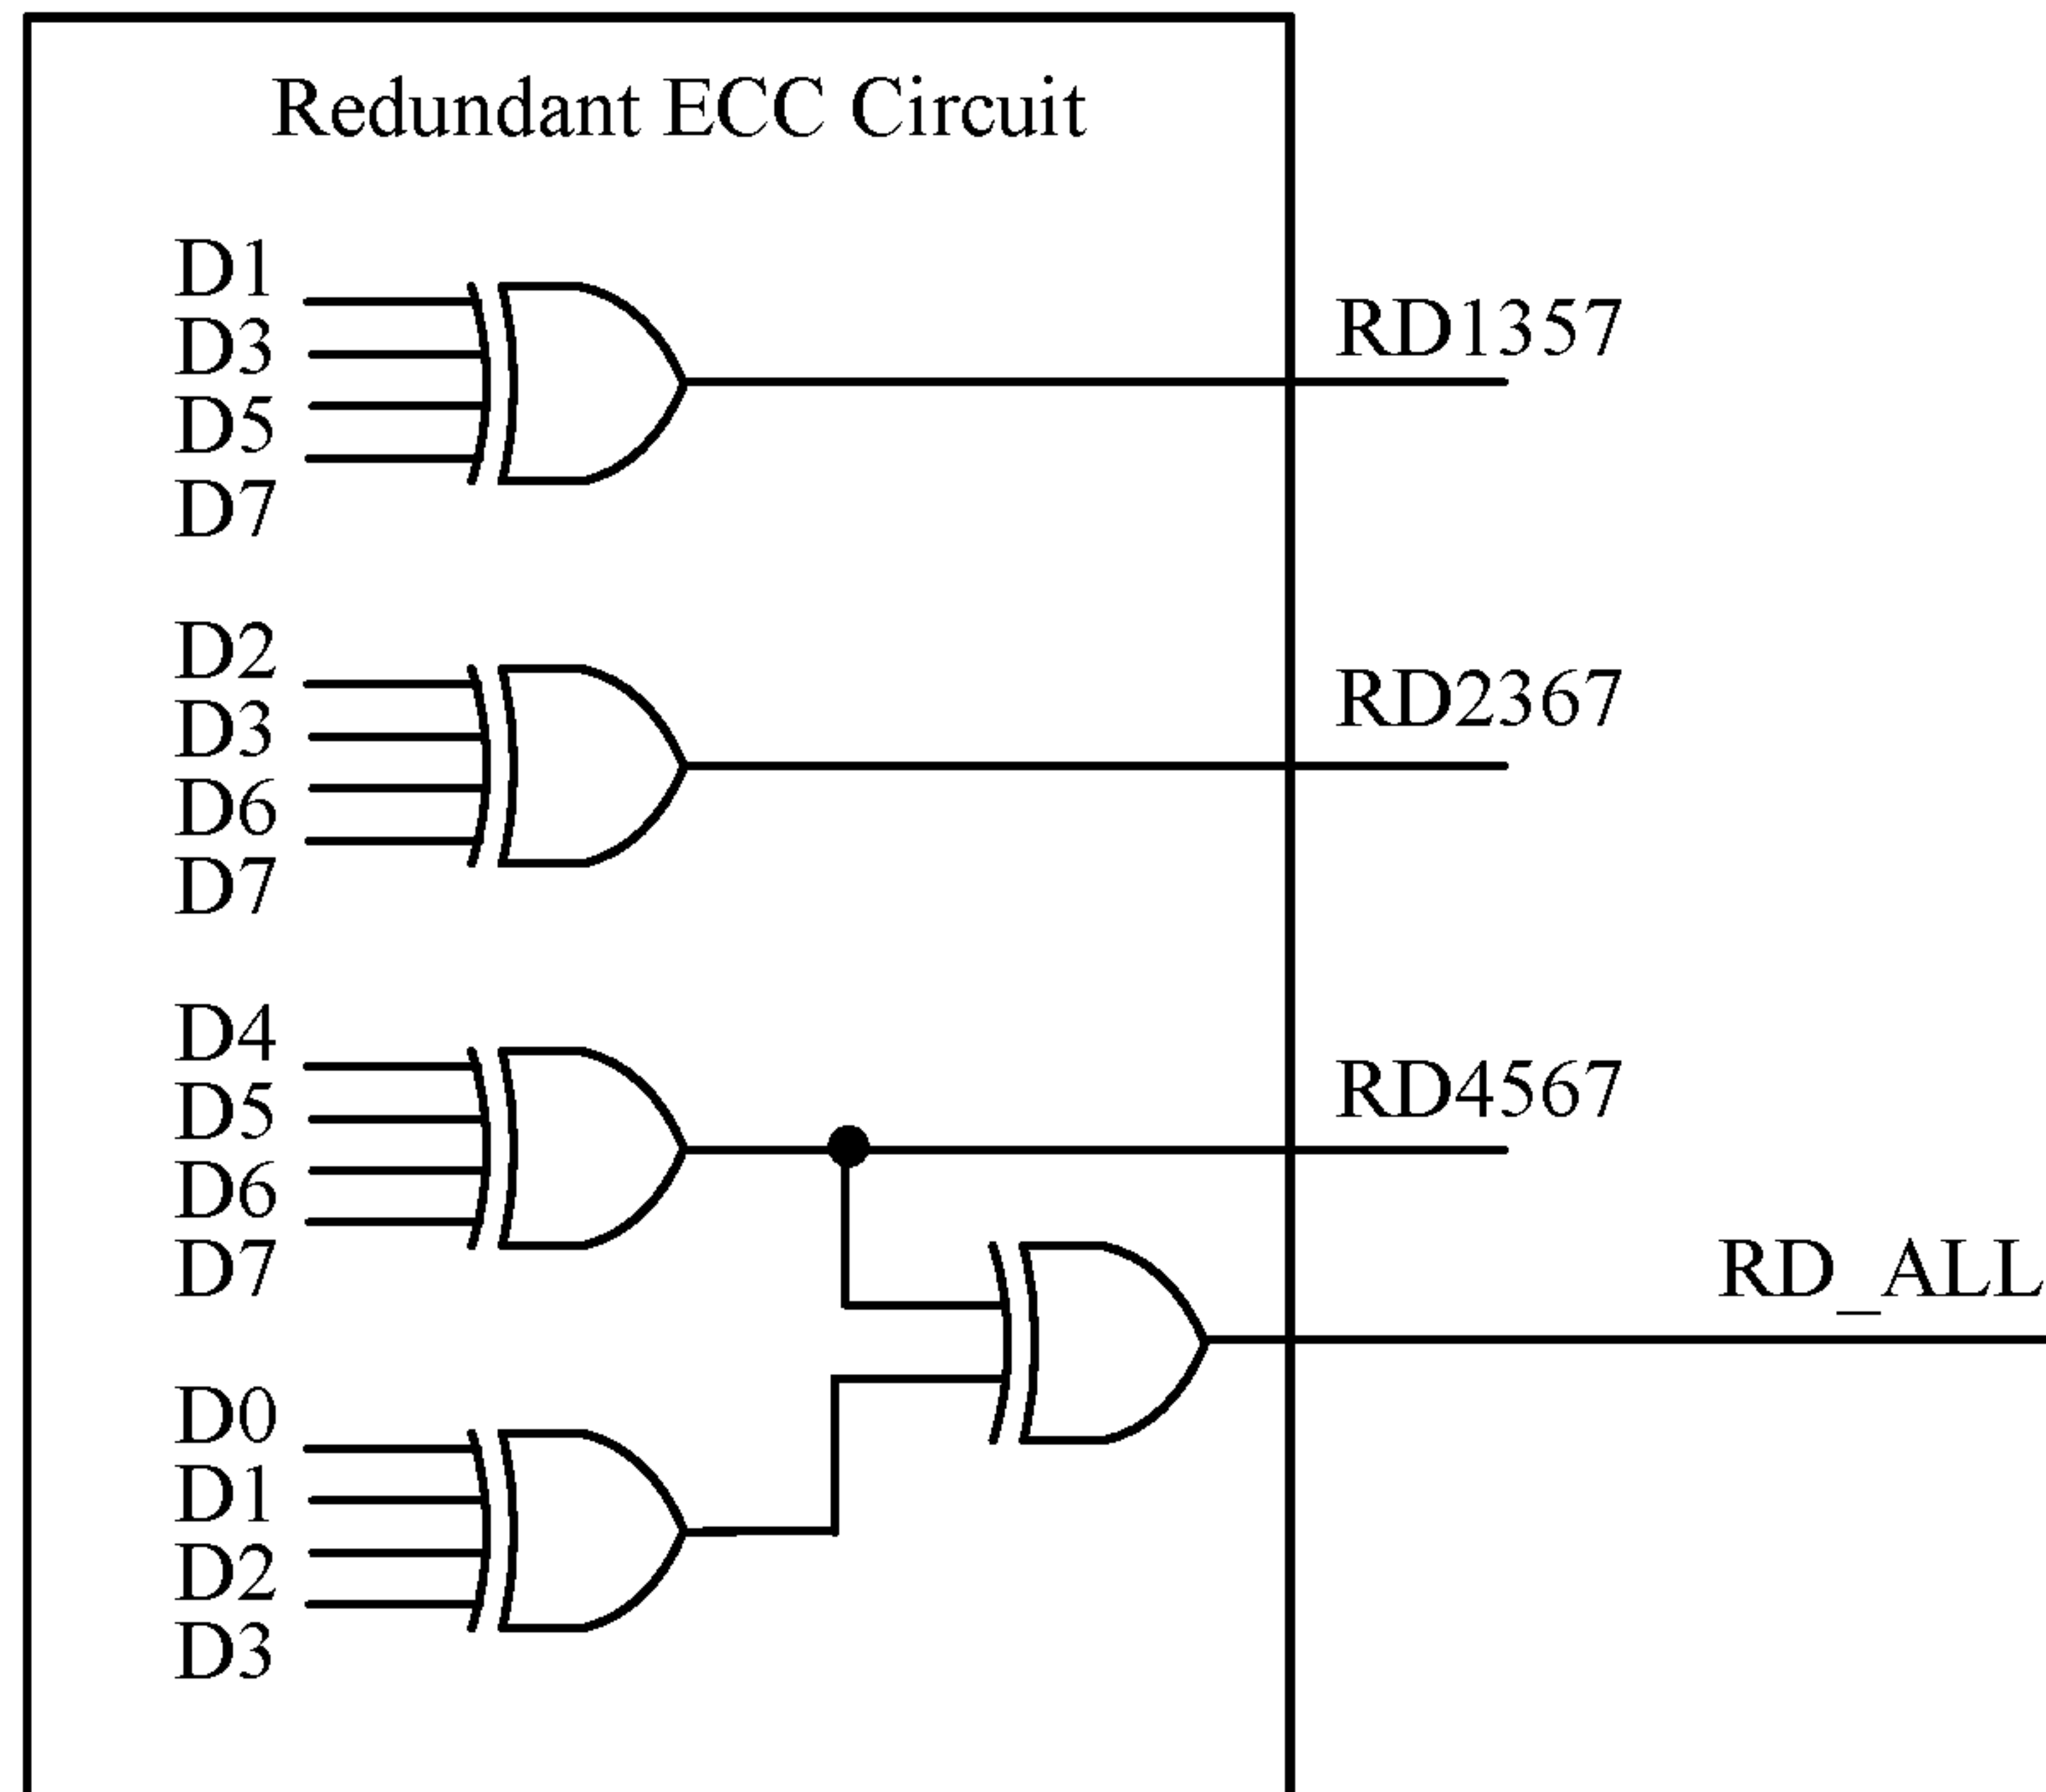 Redundant ECC Circuit
D1
D3
D5
D7
RD1357
D2
D3
D6
D7
RD2367
D4
D5
D6
D7
RD4567
RD_ALL
D0
D1
D2
D3